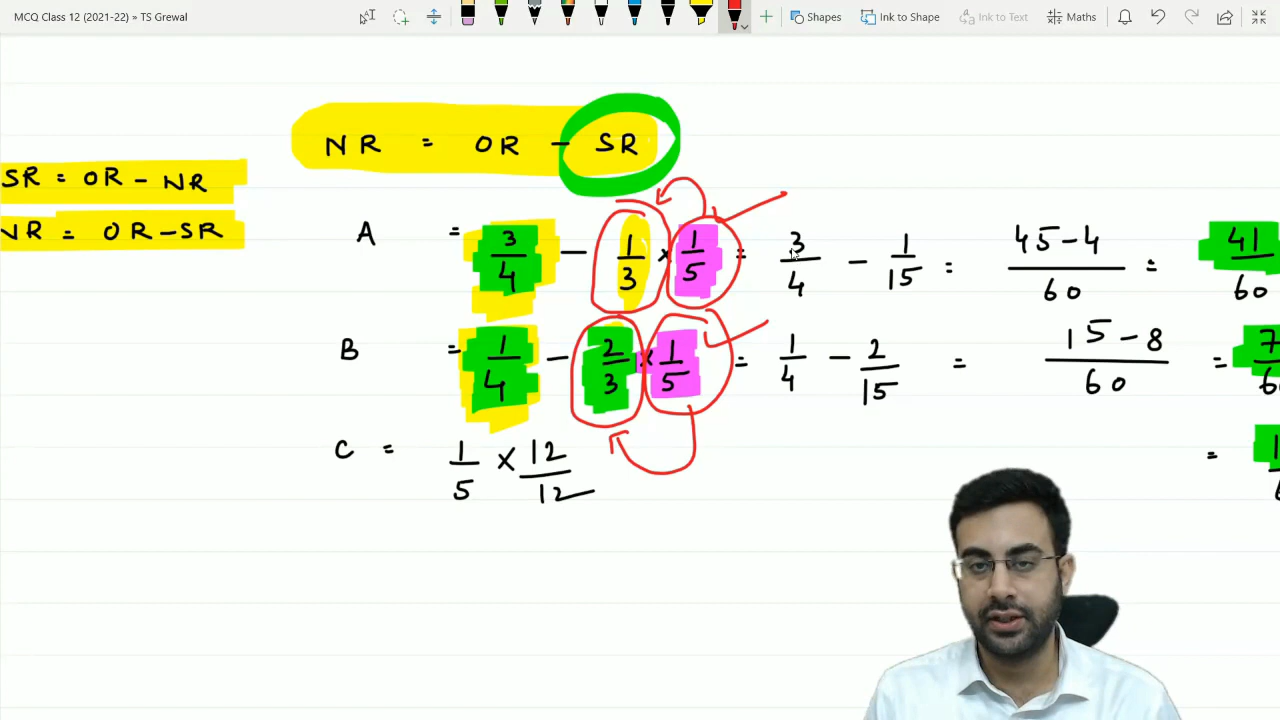 MCQ Class 12 (2021-22) » TS Grewal
Shapes Ink to Shape Ink to Text Maths
NR = OR - SR
SR = OR - NR
NR = OR - SR
A = 3/4 - 1/3 × 1/5 = 3/4 - 1/15 = 45-4/60 = 41/60
B = 1/4 - 2/3 × 1/5 = 1/4 - 2/15 = 15-8/60 = 7/60
C = 1/5 × 12/12 =